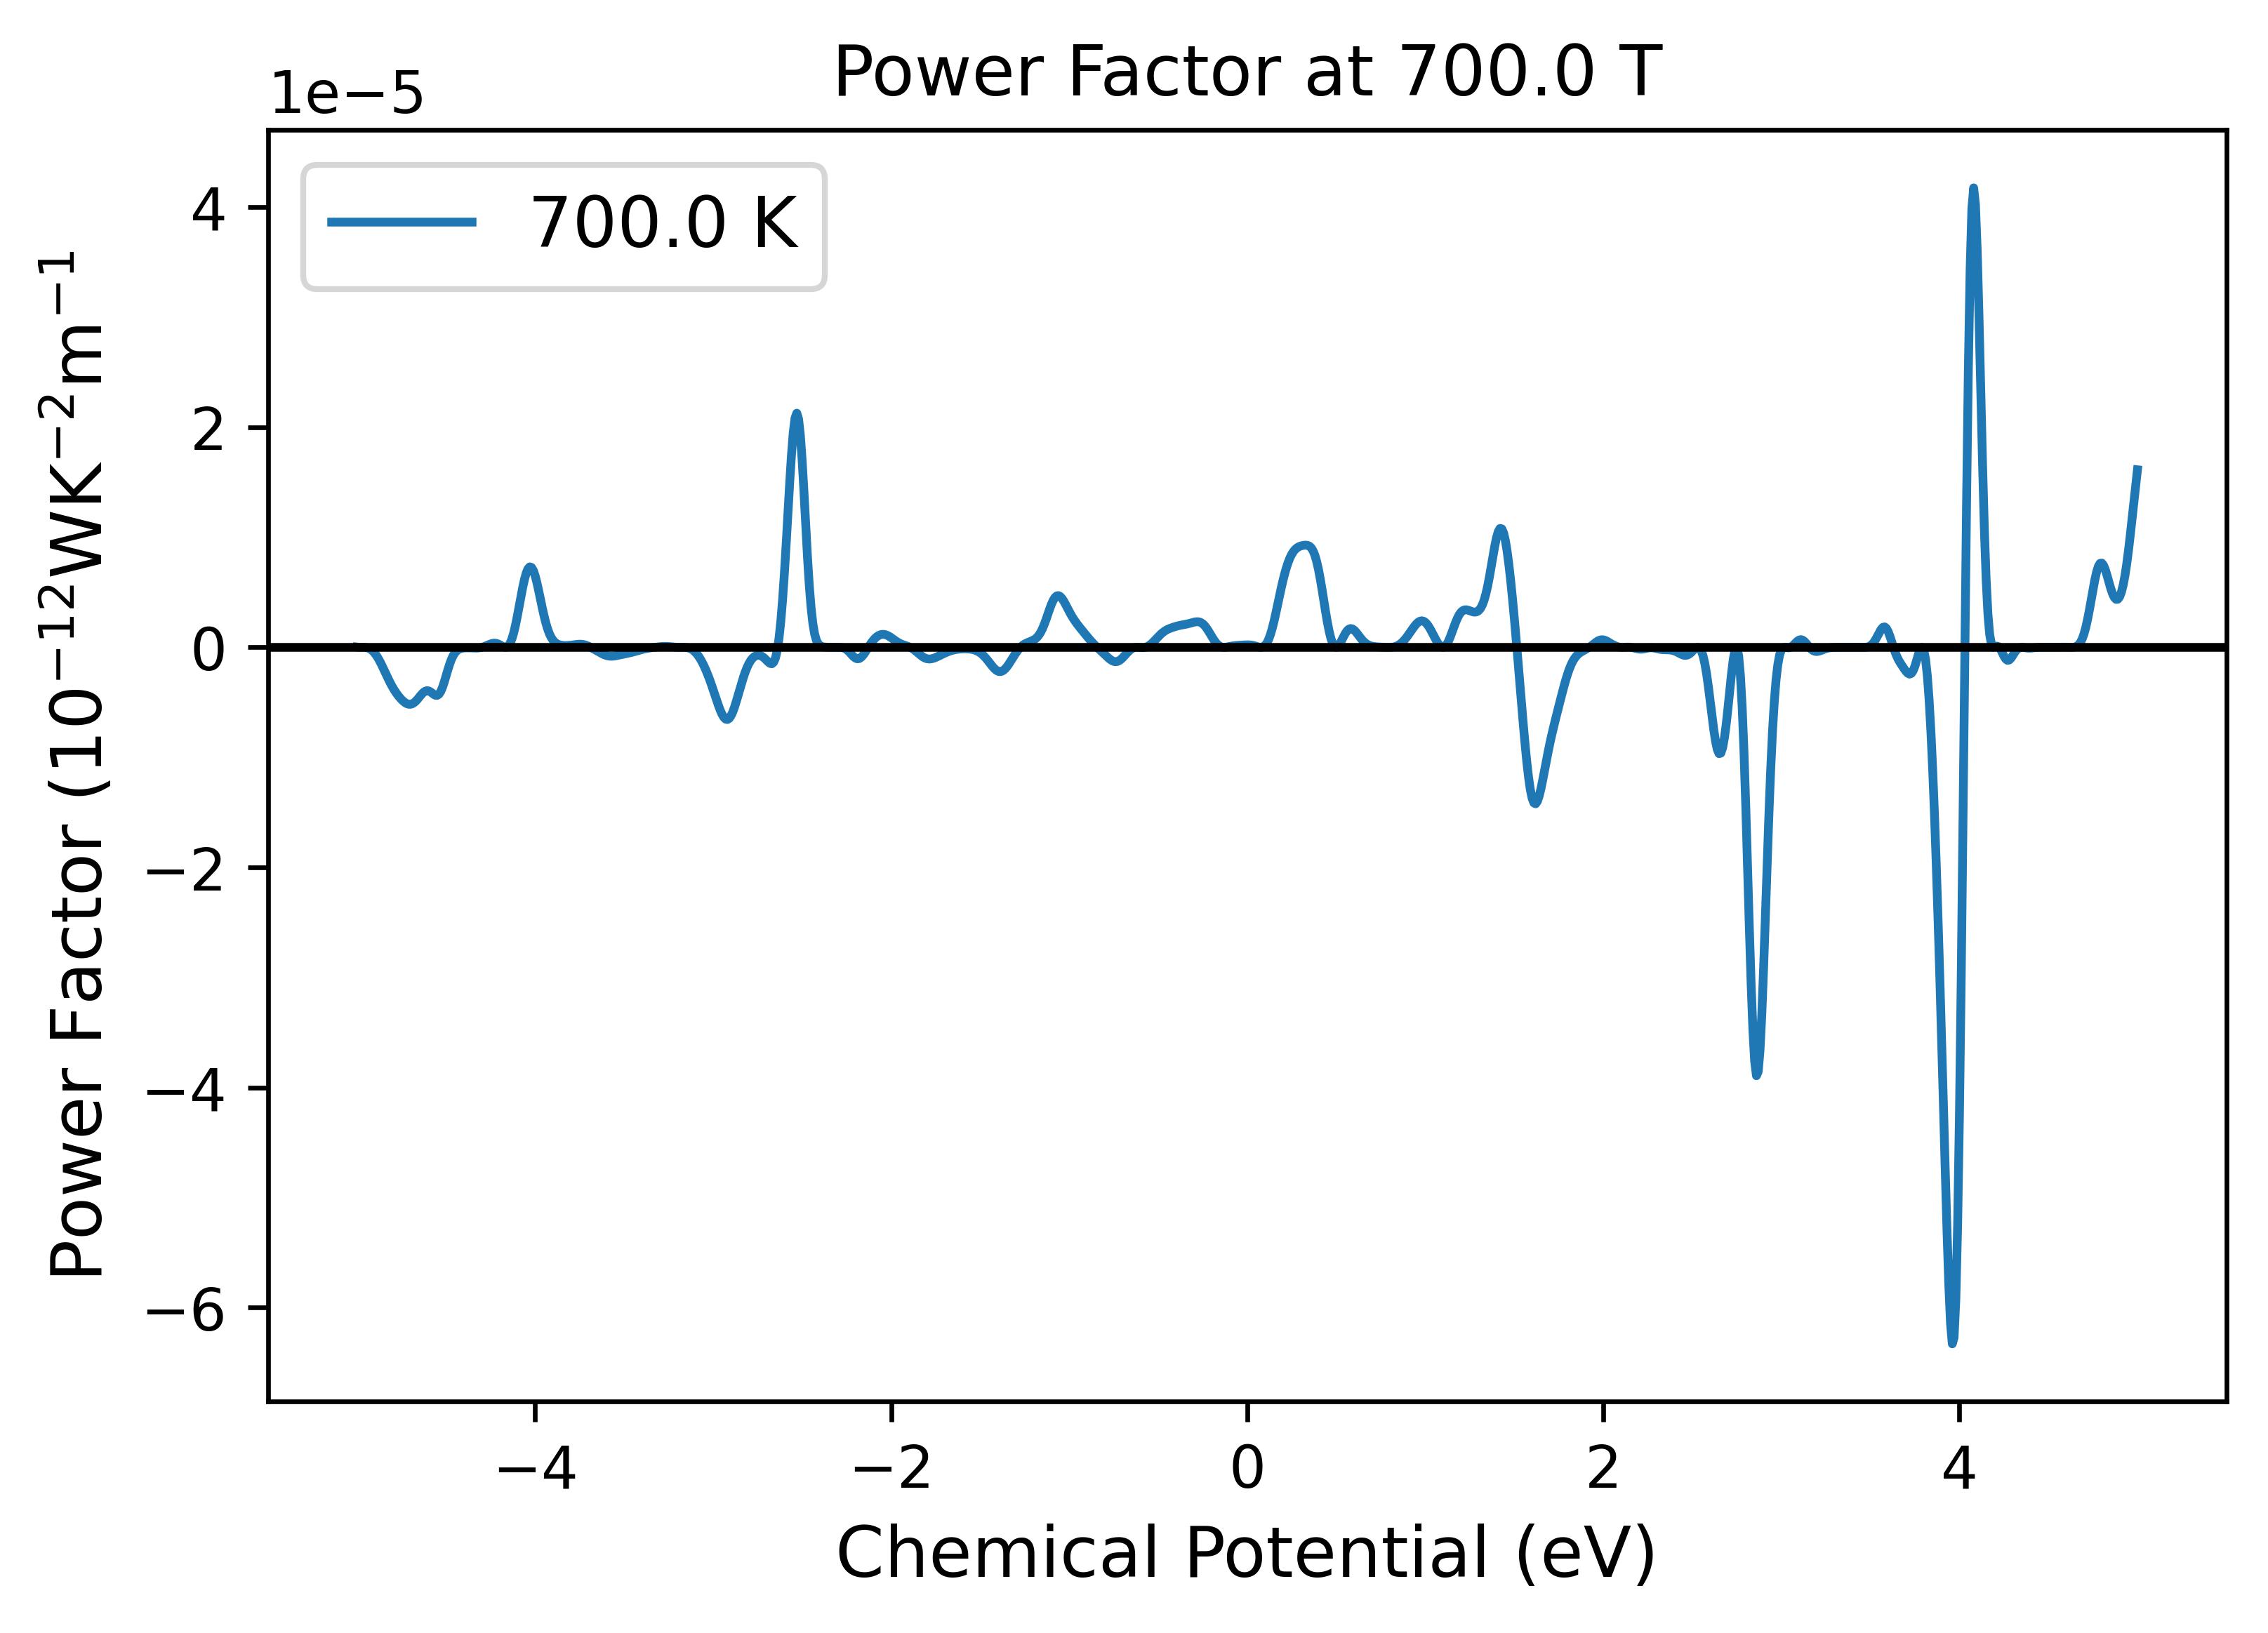 Power Factor at 700.0 T
1e−5
700.0 K
Power Factor (10⁻¹²WK⁻²m⁻¹
4
2
0
−2
−4
−6
−4
−2
0
2
4
Chemical Potential (eV)